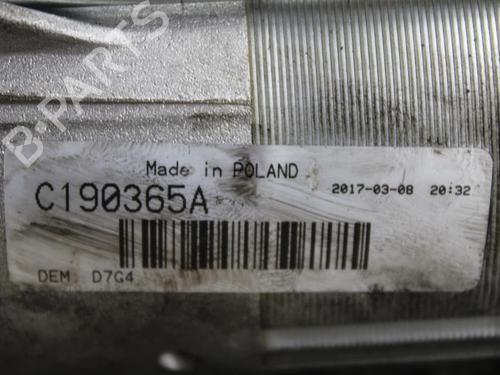 B-PARTS
Made in POLAND
C190365A
2017-03-08 20:32
DEM D7G4